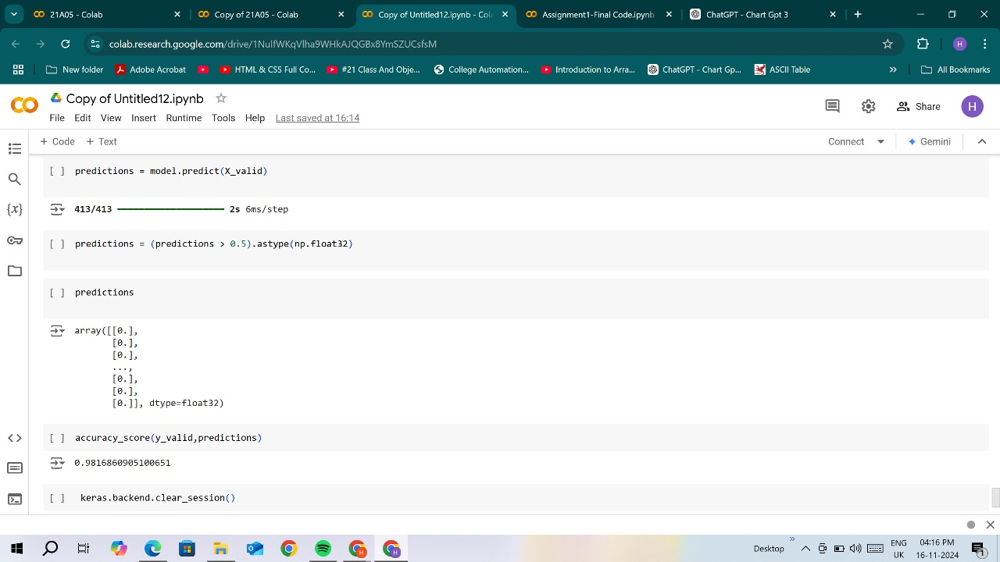 21A05 - Colab
Copy of 21A05 - Colab
Copy of Untitled12.ipynb - Cola
Assignment1-Final Code.ipynb
ChatGPT - Chart Gpt 3
colab.research.google.com/drive/1NulfWKqVlha9WHkAJQGBx8YmSZUCsfsM
H
New folder
Adobe Acrobat
HTML & CSS Full Co...
#21 Class And Obje...
College Automation...
Introduction to Arra...
ChatGPT - Chart Gp...
ASCII Table
»
All Bookmarks
Copy of Untitled12.ipynb
File Edit View Insert Runtime Tools Help Last saved at 16:14
Share
H
+ Code + Text
Connect
Gemini
{x}
[ ] predictions = model.predict(X_valid)
413/413 ━━━━━━━━━━━━━━━━━━━━ 2s 6ms/step
[ ] predictions = (predictions > 0.5).astype(np.float32)
[ ] predictions
array([[0.],
[0.],
[0.],
...,
[0.],
[0.],
[0.]], dtype=float32)
[ ] accuracy_score(y_valid,predictions)
0.9816860905100651
[ ] keras.backend.clear_session()
H
H
Desktop
»
ENG
UK
04:16 PM
16-11-2024
1